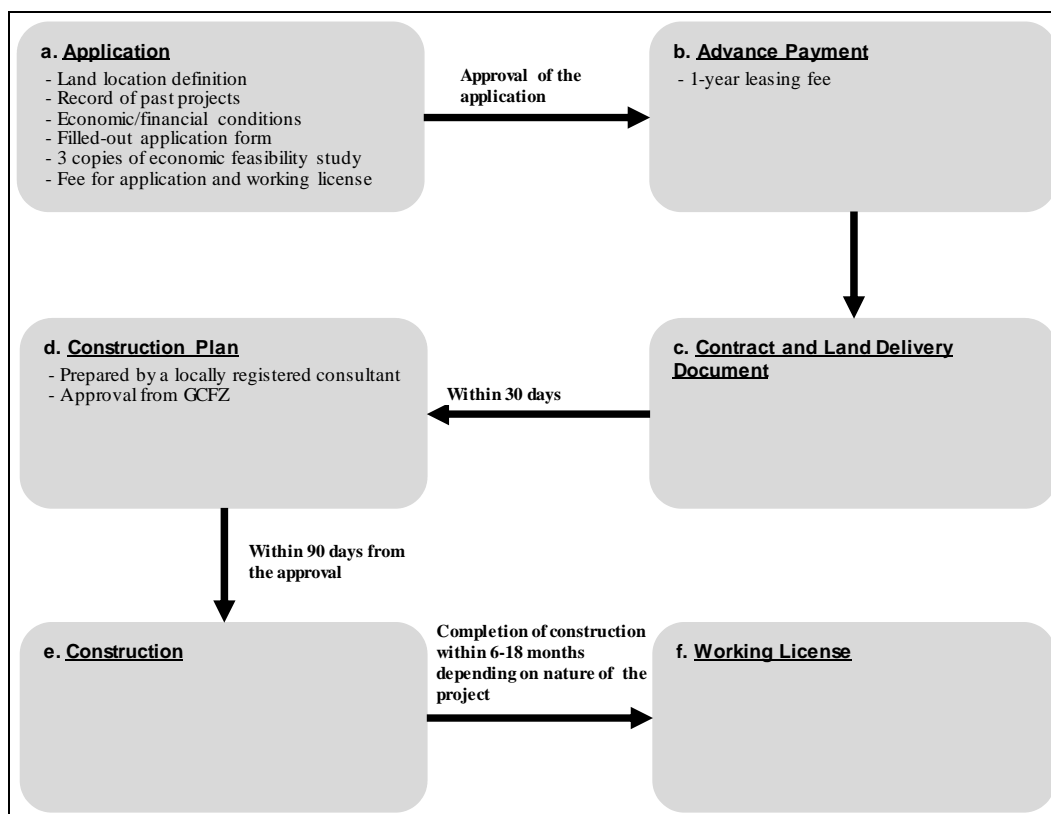 a. Application
- Land location definition
- Record of past projects
- Economic/financial conditions
- Filled-out application form
- 3 copies of economic feasibility study
- Fee for application and working license
Approval of the
application
b. Advance Payment
- 1-year leasing fee
c. Contract and Land Delivery
Document
Within 30 days
d. Construction Plan
- Prepared by a locally registered consultant
- Approval from GCFZ
Within 90 days from
the approval
e. Construction
Completion of construction
within 6-18 months
depending on nature of the
project
f. Working License